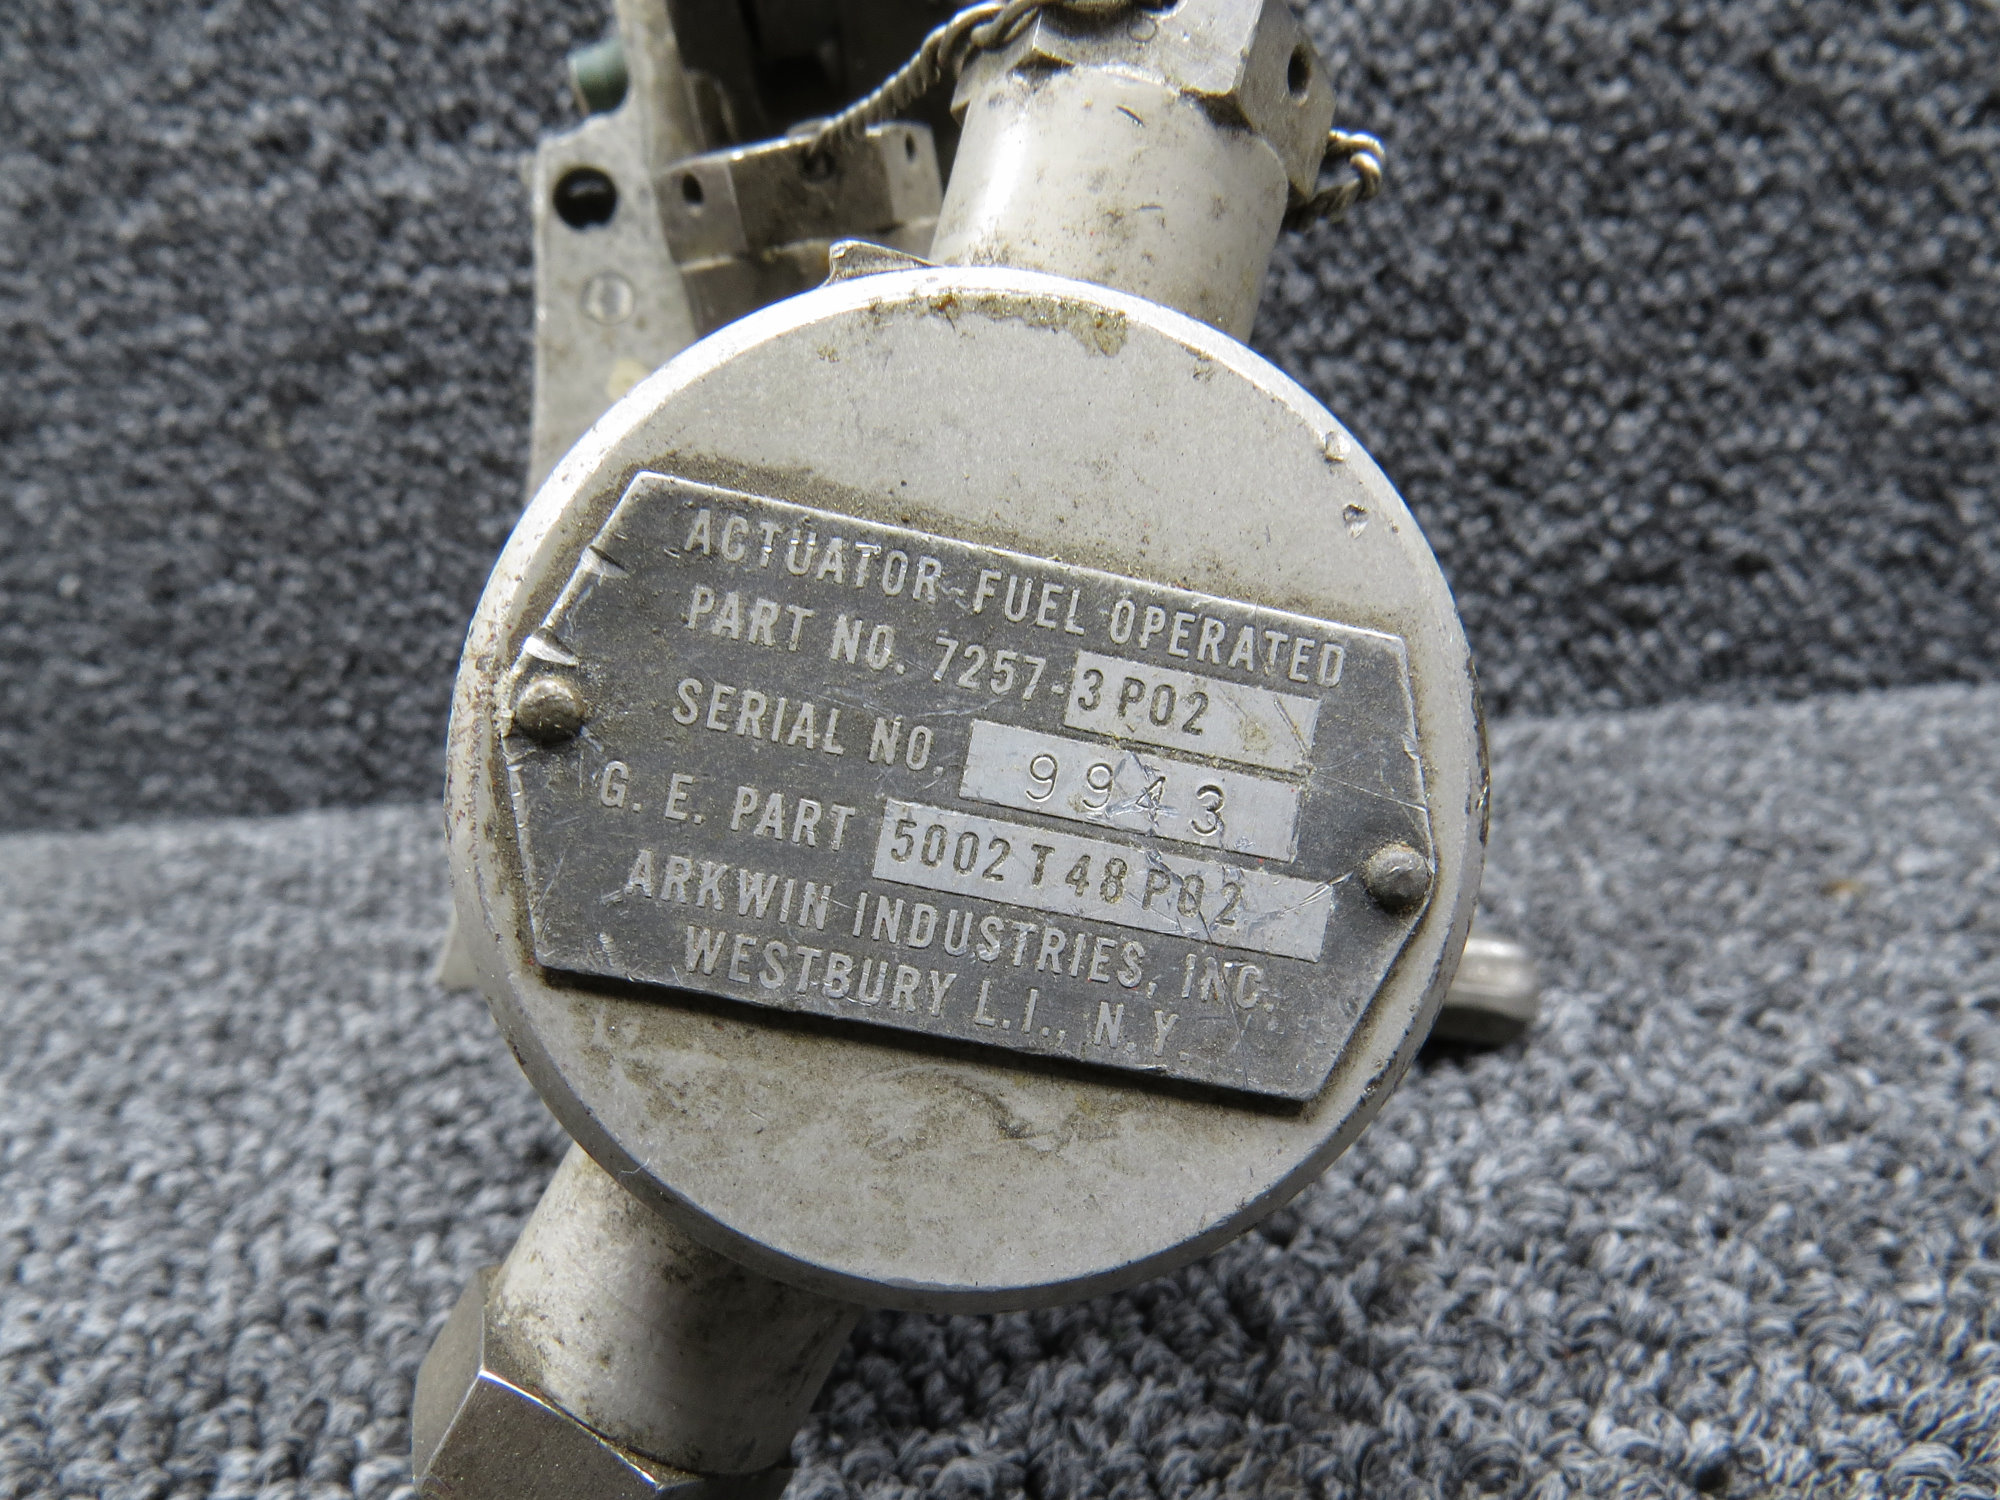 ACTUATOR-FUEL OPERATED
PART NO. 7257-3P02
SERIAL NO. 9943
G. E. PART 5002T48P02
ARKWIN INDUSTRIES, INC.
WESTBURY L.I., N.Y.